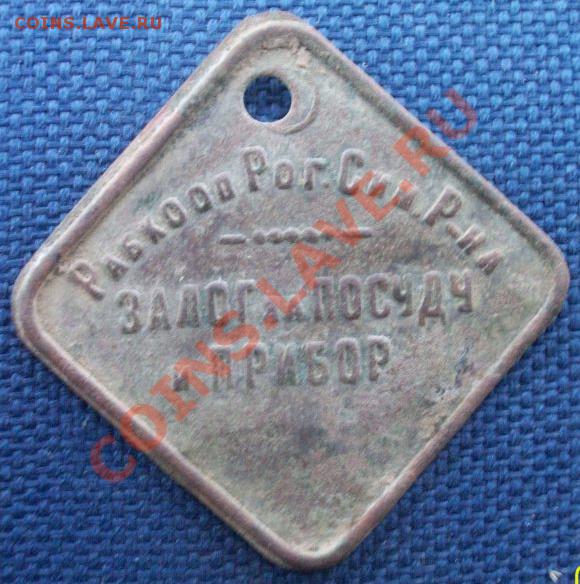 COINS.LAVE.RU
РАБКООП РОГ. СИМ. Р-НА
ЗАЛОГ ЗА ПОСУДУ
и ПРИБОР
COINS.LAVE.RU